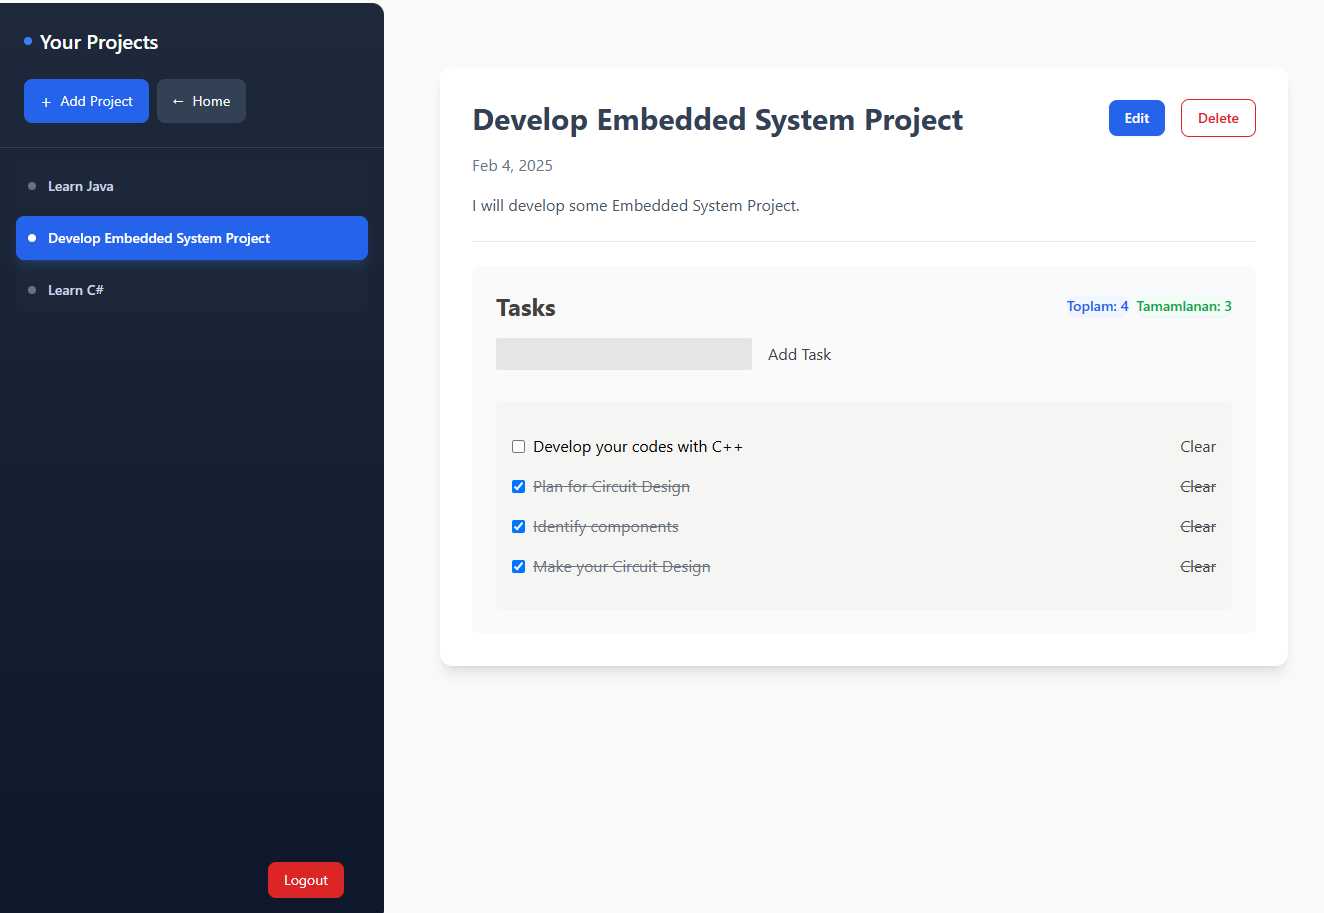 Your Projects
+ Add Project
← Home
Learn Java
Develop Embedded System Project
Learn C#
Logout
Develop Embedded System Project
Edit
Delete
Feb 4, 2025
I will develop some Embedded System Project.
Tasks
Toplam: 4 Tamamlanan: 3
Add Task
Develop your codes with C++ Clear
Plan for Circuit Design Clear
Identify components Clear
Make your Circuit Design Clear